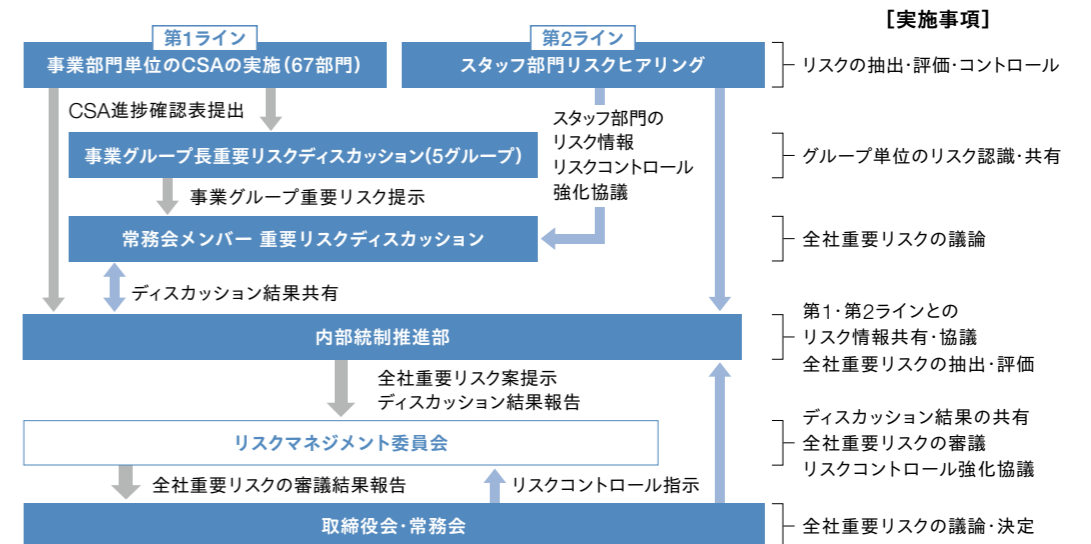 [実施事項]
第1ライン
第2ライン
事業部門単位のCSAの実施(67部門)
スタッフ部門リスクヒアリング
リスクの抽出・評価・コントロール
CSA進捗確認表提出
スタッフ部門の
リスク情報
リスクコントロール
強化協議
事業グループ長重要リスクディスカッション(5グループ)
グループ単位のリスク認識・共有
事業グループ重要リスク提示
常務会メンバー 重要リスクディスカッション
全社重要リスクの議論
ディスカッション結果共有
内部統制推進部
第1・第2ラインとの
リスク情報共有・協議
全社重要リスクの抽出・評価
全社重要リスク案提示
ディスカッション結果報告
リスクマネジメント委員会
ディスカッション結果の共有
全社重要リスクの審議
リスクコントロール強化協議
全社重要リスクの審議結果報告
リスクコントロール指示
取締役会・常務会
全社重要リスクの議論・決定